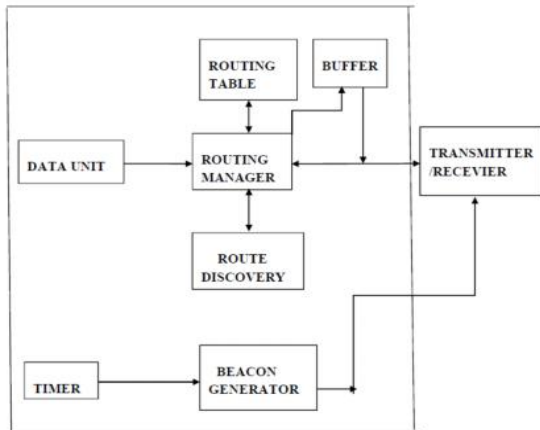 ROUTING
TABLE
BUFFER
DATA UNIT
ROUTING
MANAGER
TRANSMITTER
/RECEVIER
ROUTE
DISCOVERY
TIMER
BEACON
GENERATOR